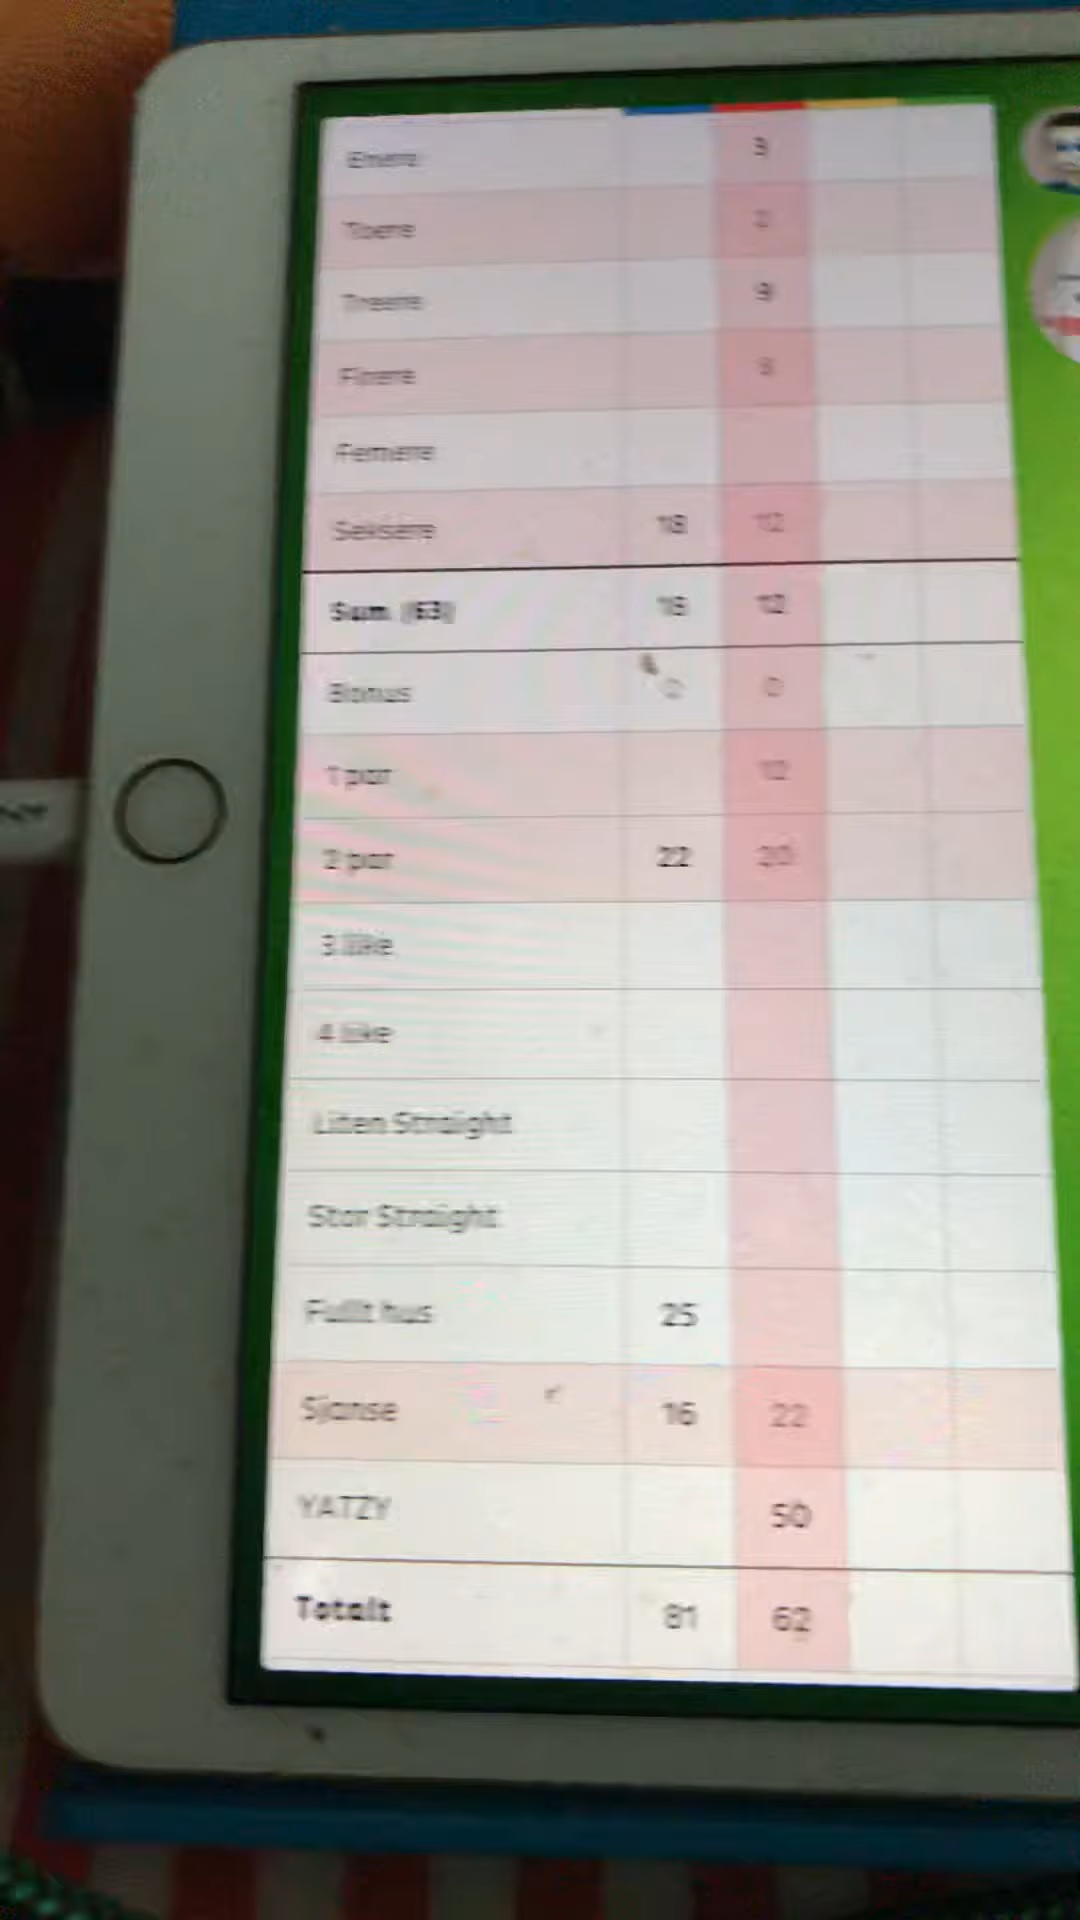 Enere 3
Toere 2
Treere 9
Firere
Femere
Seksere 18 12
Sum (63) 18 12
Bonus 0 0
1 par 12
2 par 22 20
3 like
4 like
Liten Straight
Stor Straight
Fullt hus 25
Sjanse 16 22
YATZY 50
Totalt 81 62